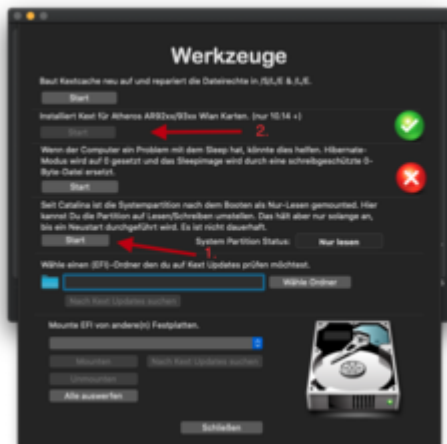 Werkzeuge
Baut Kextcache neu auf und repariert die Dateirechte in /S/L/E & /L/E.
Start
Installiert Kext für Atheros AR92xx/93xx Wlan Karten. (nur 10.14 +)
Start
2.
Wenn der Computer ein Problem mit dem Sleep hat, könnte dies helfen. Hibernate-
Modus wird auf 0 gesetzt und das Sleepimage wird durch eine schreibgeschützte 0-
Byte-Datei ersetzt.
Start
Seit Catalina ist die Systempartition nach dem Booten als Nur-Lesen gemounted. Hier
kannst Du die Partition auf Lesen/Schreiben umstellen. Das hält aber nur solange an,
bis ein Neustart durchgeführt wird. Es ist nicht dauerhaft.
Start
1.
System Partition Status:
Nur lesen
Wähle einen (EFI)-Ordner den du auf Kext Updates prüfen möchtest.
Wähle Ordner
Nach Kext Updates suchen
Mounte EFI von andere(n) Festplatten.
Mounten
Nach Kext Updates suchen
Unmounten
Alle auswerfen
Schließen